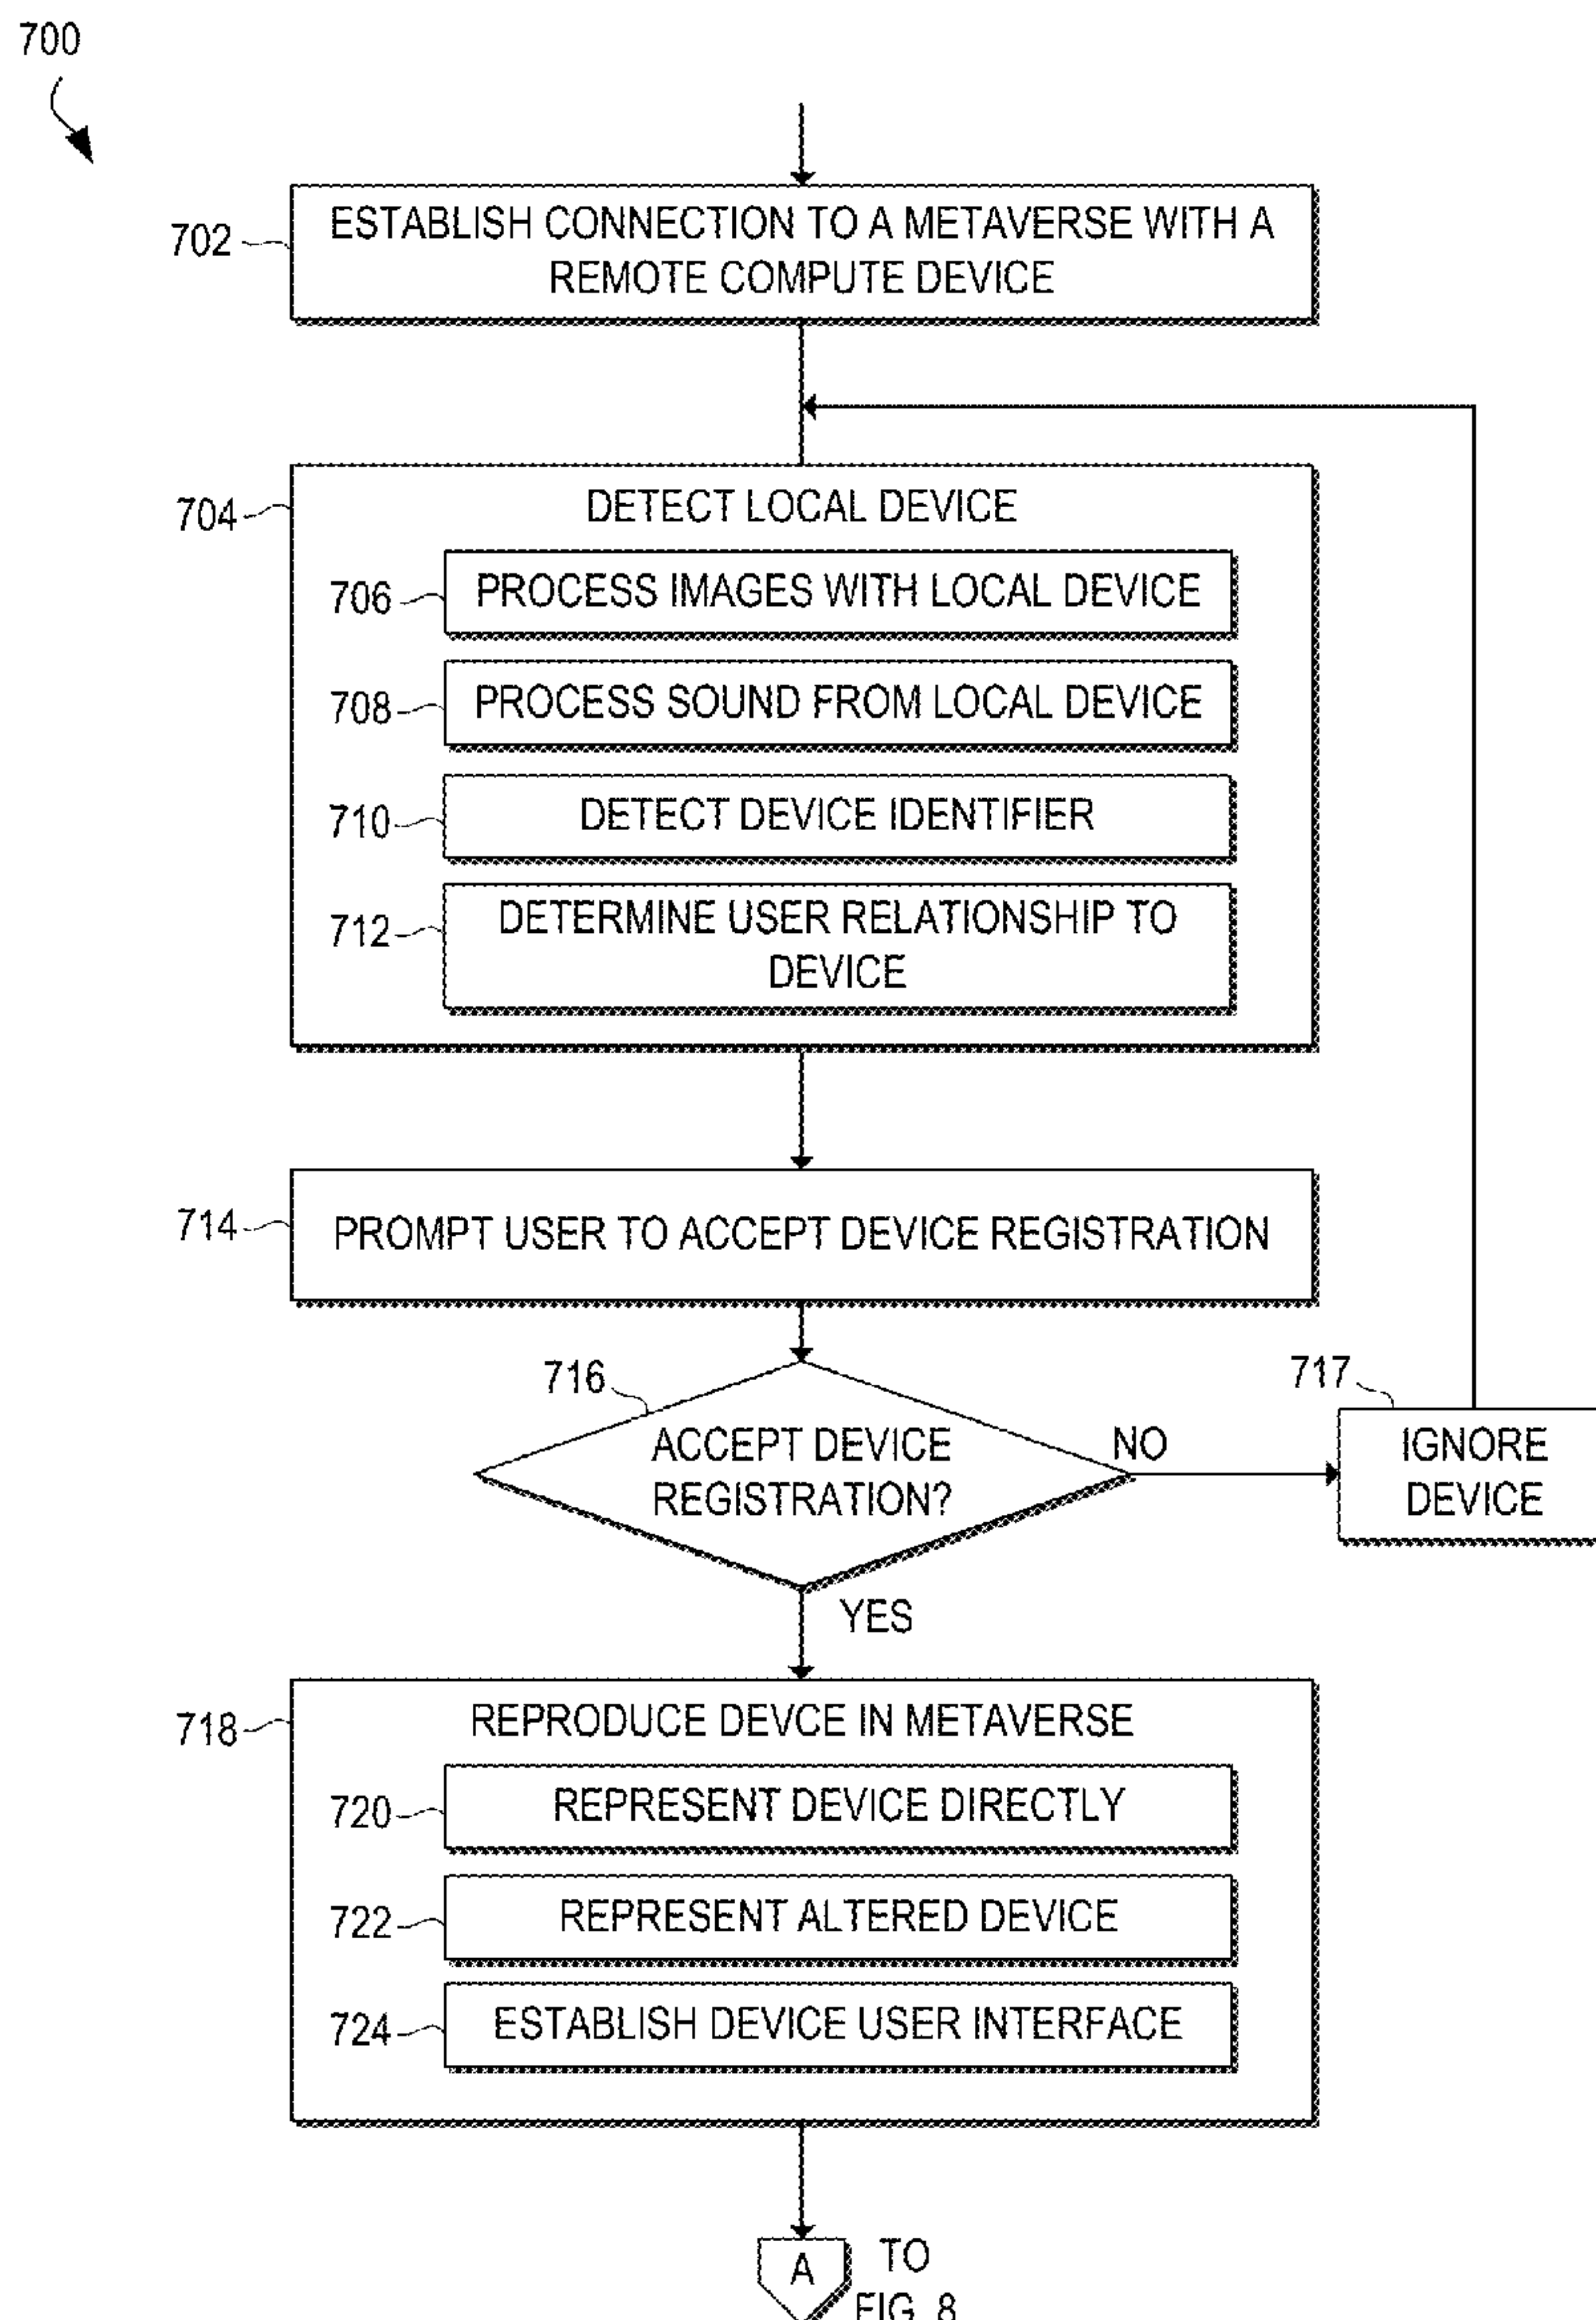 700
702
ESTABLISH CONNECTION TO A METAVERSE WITH A
REMOTE COMPUTE DEVICE
704
DETECT LOCAL DEVICE
706
PROCESS IMAGES WITH LOCAL DEVICE
708
PROCESS SOUND FROM LOCAL DEVICE
710
DETECT DEVICE IDENTIFIER
712
DETERMINE USER RELATIONSHIP TO
DEVICE
714
PROMPT USER TO ACCEPT DEVICE REGISTRATION
716
ACCEPT DEVICE
REGISTRATION?
NO
717
IGNORE
DEVICE
YES
718
REPRODUCE DEVCE IN METAVERSE
720
REPRESENT DEVICE DIRECTLY
722
REPRESENT ALTERED DEVICE
724
ESTABLISH DEVICE USER INTERFACE
A
TO
FIG. 8